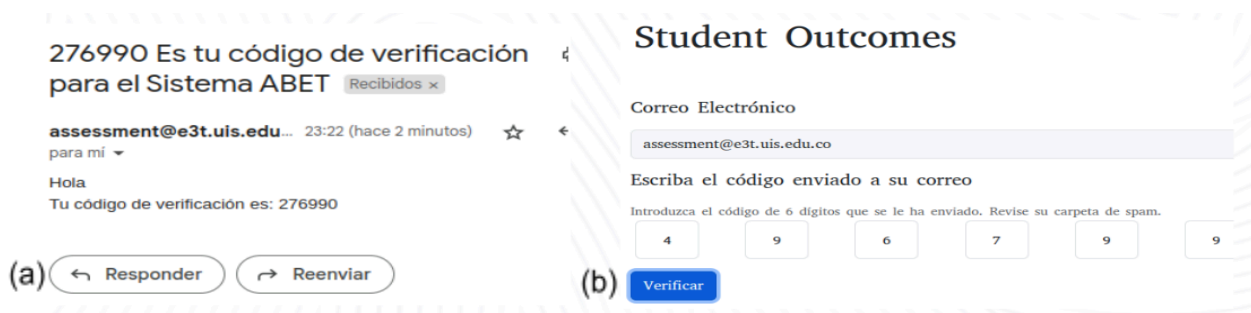 276990 Es tu código de verificación
para el Sistema ABET Recibidos ×
assessment@e3t.uis.edu... 23:22 (hace 2 minutos)
para mí
Hola
Tu código de verificación es: 276990
(a) Responder Reenviar
Student Outcomes
Correo Electrónico
assessment@e3t.uis.edu.co
Escriba el código enviado a su correo
Introduzca el código de 6 dígitos que se le ha enviado. Revise su carpeta de spam.
4 9 6 7 9 9
(b) Verificar